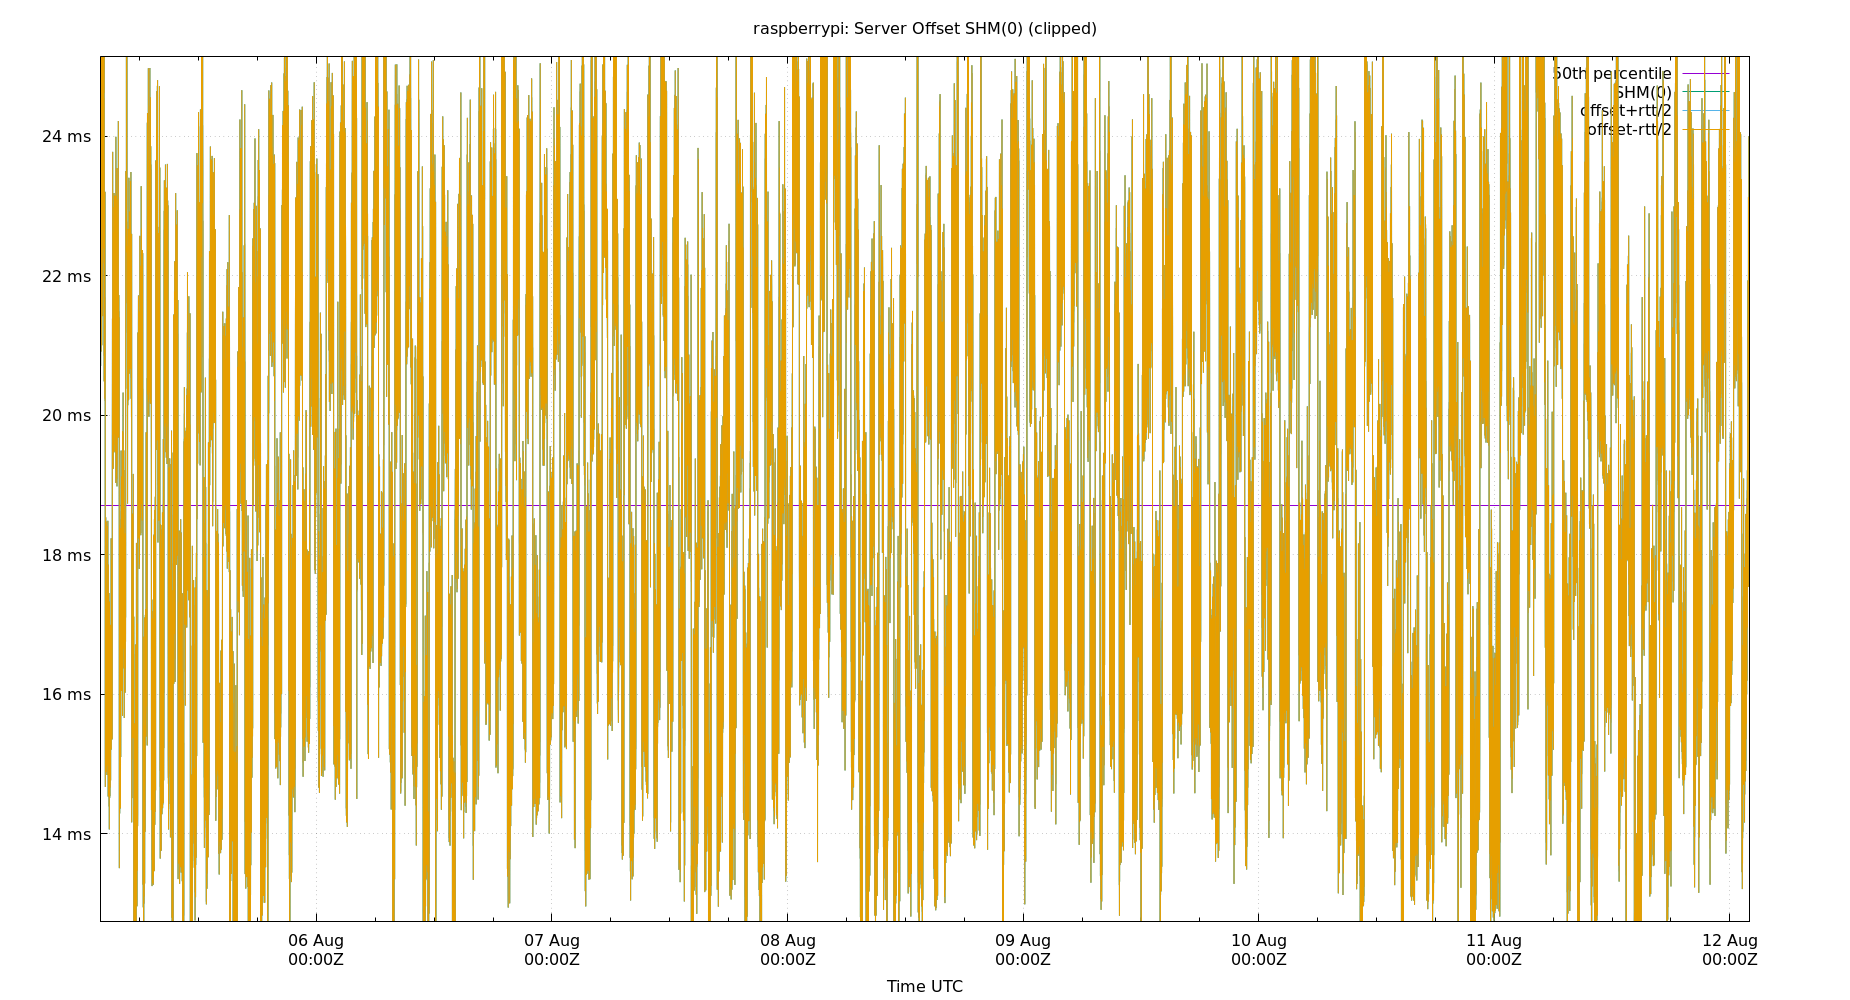 raspberrypi: Server Offset SHM(0) (clipped)
50th percentile
SHM(0)
offset+rtt/2
offset-rtt/2
24 ms
22 ms
20 ms
18 ms
16 ms
14 ms
06 Aug
00:00Z
07 Aug
00:00Z
08 Aug
00:00Z
09 Aug
00:00Z
10 Aug
00:00Z
11 Aug
00:00Z
12 Aug
00:00Z
Time UTC